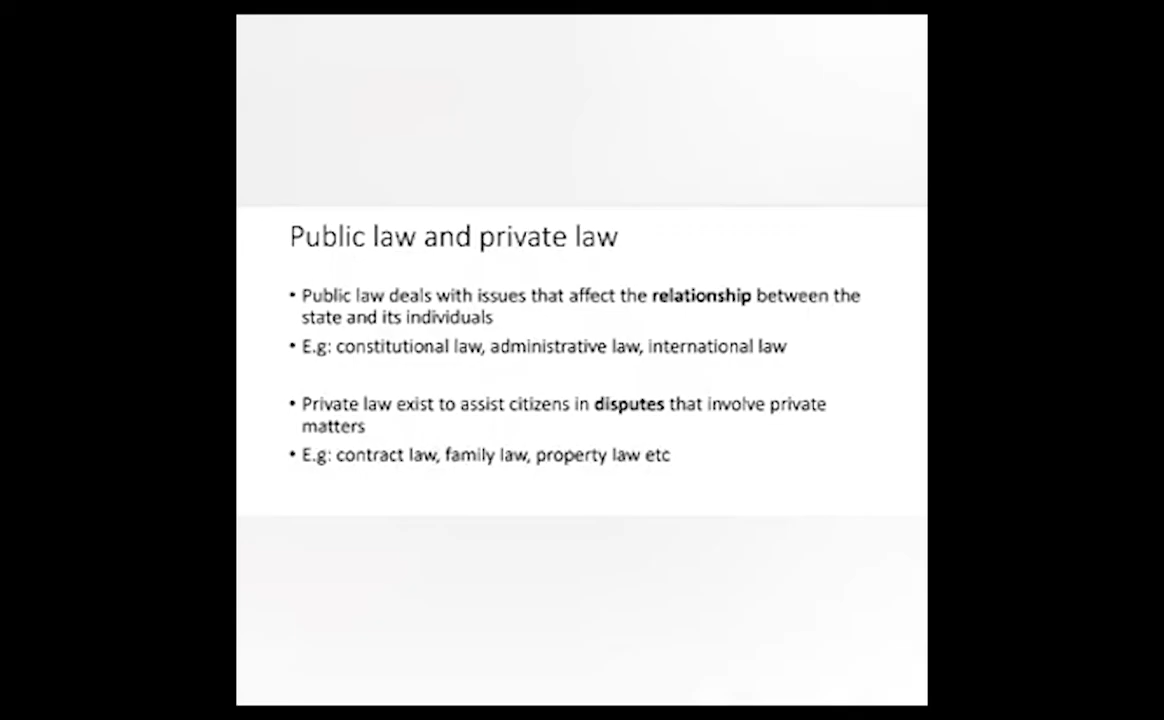 Public law and private law
• Public law deals with issues that affect the relationship between the
state and its individuals
• E.g: constitutional law, administrative law, international law
• Private law exist to assist citizens in disputes that involve private
matters
• E.g: contract law, family law, property law etc